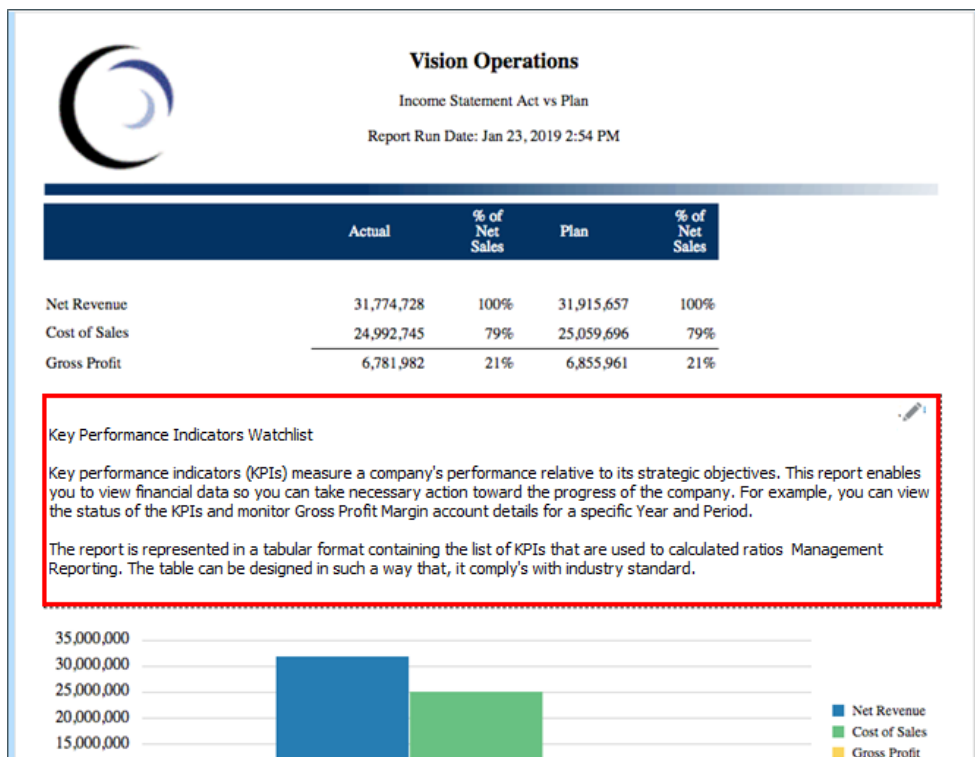 Vision Operations
Income Statement Act vs Plan
Report Run Date: Jan 23, 2019 2:54 PM
Actual % of Net Sales Plan % of Net Sales
Net Revenue 31,774,728 100% 31,915,657 100%
Cost of Sales 24,992,745 79% 25,059,696 79%
Gross Profit 6,781,982 21% 6,855,961 21%
Key Performance Indicators Watchlist
Key performance indicators (KPIs) measure a company's performance relative to its strategic objectives. This report enables
you to view financial data so you can take necessary action toward the progress of the company. For example, you can view
the status of the KPIs and monitor Gross Profit Margin account details for a specific Year and Period.
The report is represented in a tabular format containing the list of KPIs that are used to calculated ratios  Management
Reporting. The table can be designed in such a way that, it comply's with industry standard.
35,000,000
30,000,000
25,000,000
20,000,000
15,000,000
Net Revenue
Cost of Sales
Gross Profit